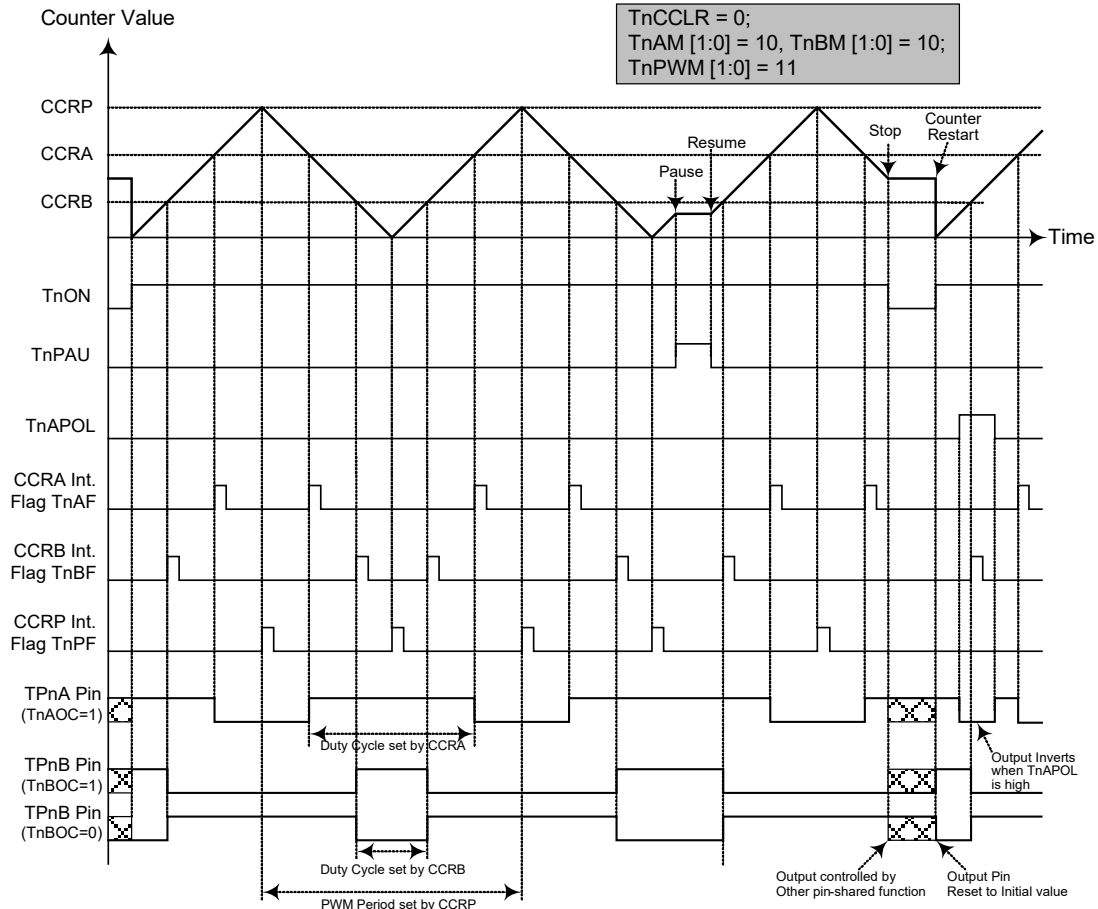 Counter Value
TnCCLR = 0;
TnAM [1:0] = 10, TnBM [1:0] = 10;
TnPWM [1:0] = 11
CCRP
CCRA
CCRB
Pause
Resume
Stop
Counter
Restart
Time
TnON
TnPAU
TnAPOL
CCRA Int.
Flag TnAF
CCRB Int.
Flag TnBF
CCRP Int.
Flag TnPF
TPnA Pin
(TnAOC=1)
Duty Cycle set by CCRA
Output Inverts
when TnAPOL
is high
TPnB Pin
(TnBOC=1)
TPnB Pin
(TnBOC=0)
Duty Cycle set by CCRB
Output controlled by
Other pin-shared function
Output Pin
Reset to Initial value
PWM Period set by CCRP